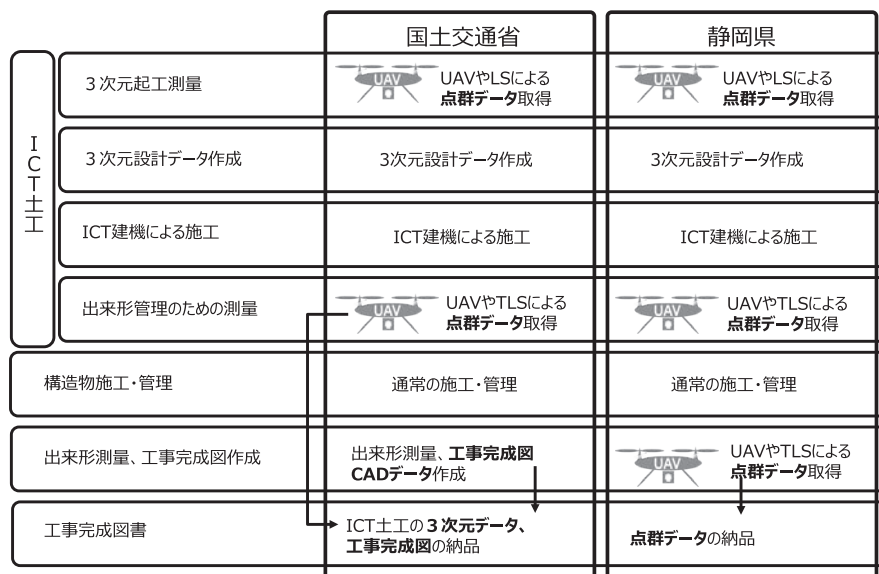 国土交通省
静岡県
ICT土工
3次元起工測量
UAV
UAVやLSによる
点群データ取得
UAV
UAVやLSによる
点群データ取得
3次元設計データ作成
3次元設計データ作成
3次元設計データ作成
ICT建機による施工
ICT建機による施工
ICT建機による施工
出来形管理のための測量
UAV
UAVやTLSによる
点群データ取得
UAV
UAVやTLSによる
点群データ取得
構造物施工・管理
通常の施工・管理
通常の施工・管理
出来形測量、工事完成図作成
出来形測量、工事完成図
CADデータ作成
UAV
UAVやTLSによる
点群データ取得
工事完成図書
ICT土工の3次元データ、
工事完成図の納品
点群データの納品